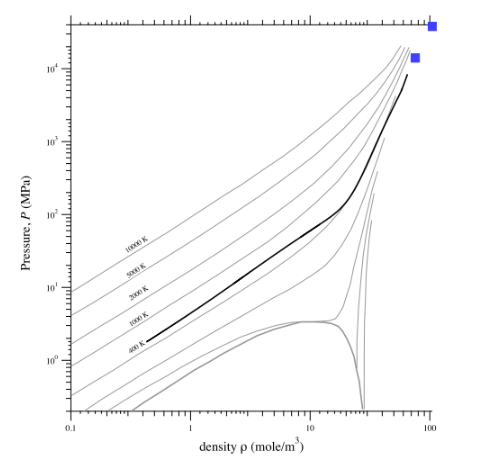 10⁴
10³
10²
10¹
10⁰
Pressure, P (MPa)
10000 K
5000 K
2000 K
1000 K
400 K
0.1
1
10
100
density ρ (mole/m³)